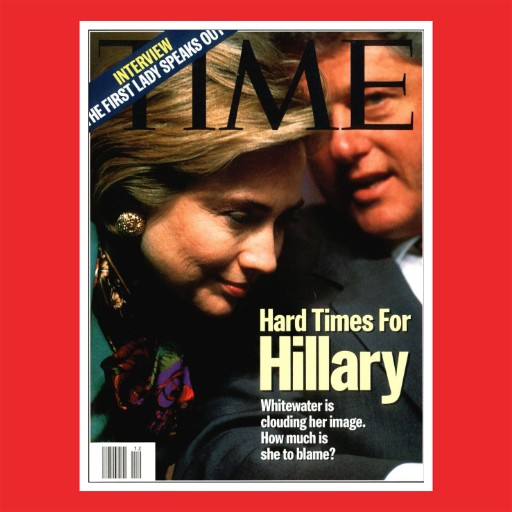 INTERVIEW
THE FIRST LADY SPEAKS OUT
TIME
Hard Times For
Hillary
Whitewater is
clouding her image.
How much is
she to blame?
12